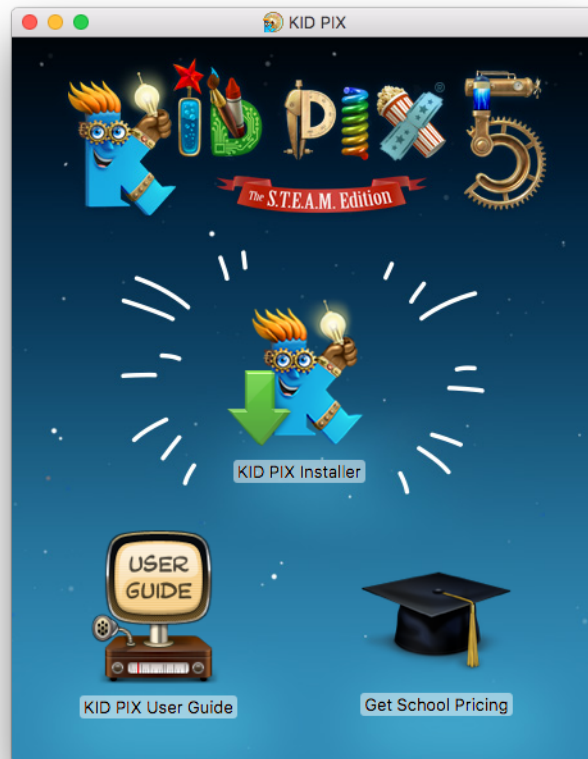 KID PIX
KID PIX® 5
The S.T.E.A.M. Edition
KID PIX Installer
USER
GUIDE
KID PIX User Guide
Get School Pricing